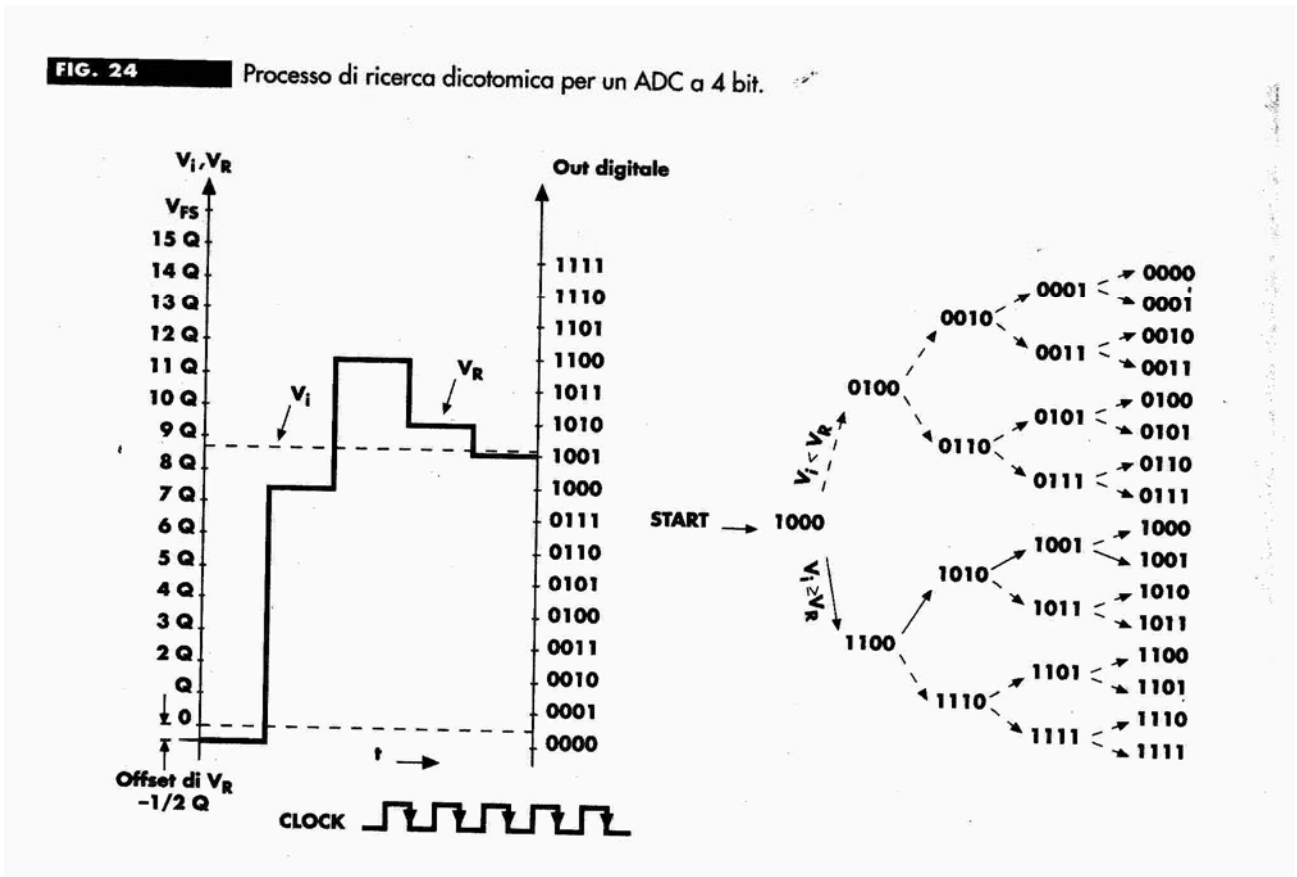 FIG. 24 Processo di ricerca dicotomica per un ADC a 4 bit.
Vi,VR
VFS
15 Q
14 Q
13 Q
12 Q
11 Q
10 Q
9 Q
8 Q
7 Q
6 Q
5 Q
4 Q
3 Q
2 Q
Q
0
Offset di VR
–1/2 Q
Vi
VR
t
CLOCK
Out digitale
1111
1110
1101
1100
1011
1010
1001
1000
0111
0110
0101
0100
0011
0010
0001
0000
START
1000
Vi < VR
Vi ≥ VR
0100
1100
0010
0110
1010
1110
0001
0011
0101
0111
1001
1011
1101
1111
0000
0001
0010
0011
0100
0101
0110
0111
1000
1001
1010
1011
1100
1101
1110
1111